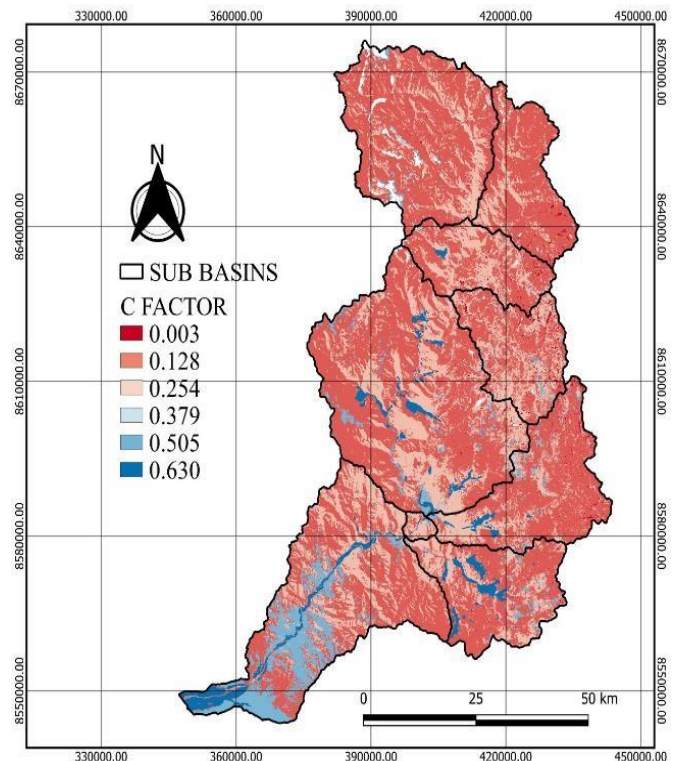 330000.00 360000.00 390000.00 420000.00 450000.00
8670000.00 8670000.00
N
8640000.00 8640000.00
SUB BASINS
C FACTOR
0.003
0.128
0.254
0.379
0.505
0.630
8610000.00 8610000.00
8580000.00 8580000.00
8550000.00 8550000.00
0 25 50 km
330000.00 360000.00 390000.00 420000.00 450000.00